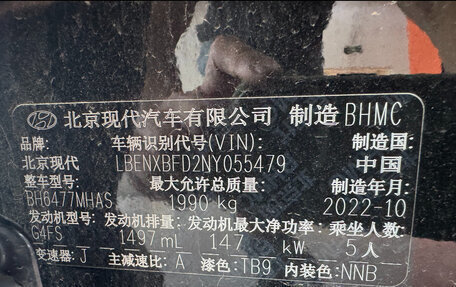 北京现代汽车有限公司 制造 BHMC
品牌: 车辆识别代号(VIN): 制造国:
北京现代 LBENXBFD2NY055479 中国
整车型号: 最大允许总质量: 制造年月:
BH6477MHAS 1990 kg 2022-10
发动机型号: 发动机排量: 发动机最大净功率: 乘坐人数:
G4FS 1497 mL 147 kW 5 人
变速器: J 主减速比: A 漆色: TB9 内装色: NNB